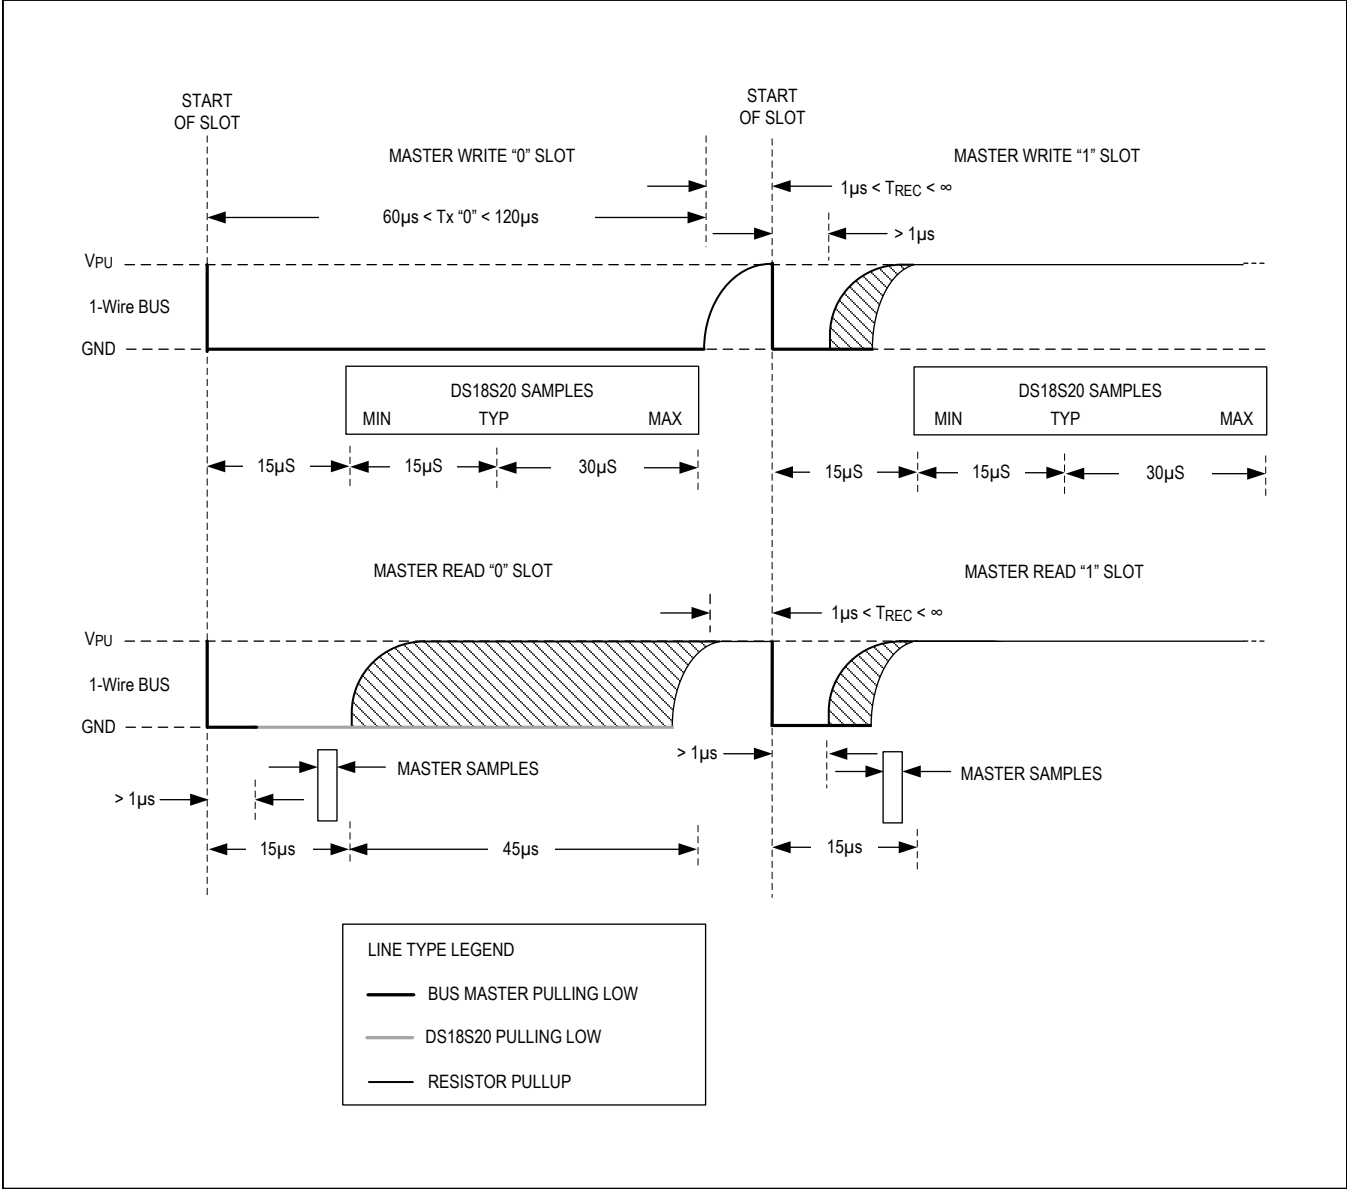 START
OF SLOT
START
OF SLOT
MASTER WRITE “0” SLOT
MASTER WRITE “1” SLOT
1µs < TREC < ∞
60µs < Tx “0” < 120µs
> 1µs
VPU
1-Wire BUS
GND
DS18S20 SAMPLES
MIN TYP MAX
DS18S20 SAMPLES
MIN TYP MAX
15µS 15µS 30µS
15µS 15µS 30µS
MASTER READ “0” SLOT
MASTER READ “1” SLOT
1µs < TREC < ∞
VPU
1-Wire BUS
GND
> 1µs
MASTER SAMPLES
MASTER SAMPLES
> 1µs
15µs 45µs
15µs
LINE TYPE LEGEND
BUS MASTER PULLING LOW
DS18S20 PULLING LOW
RESISTOR PULLUP